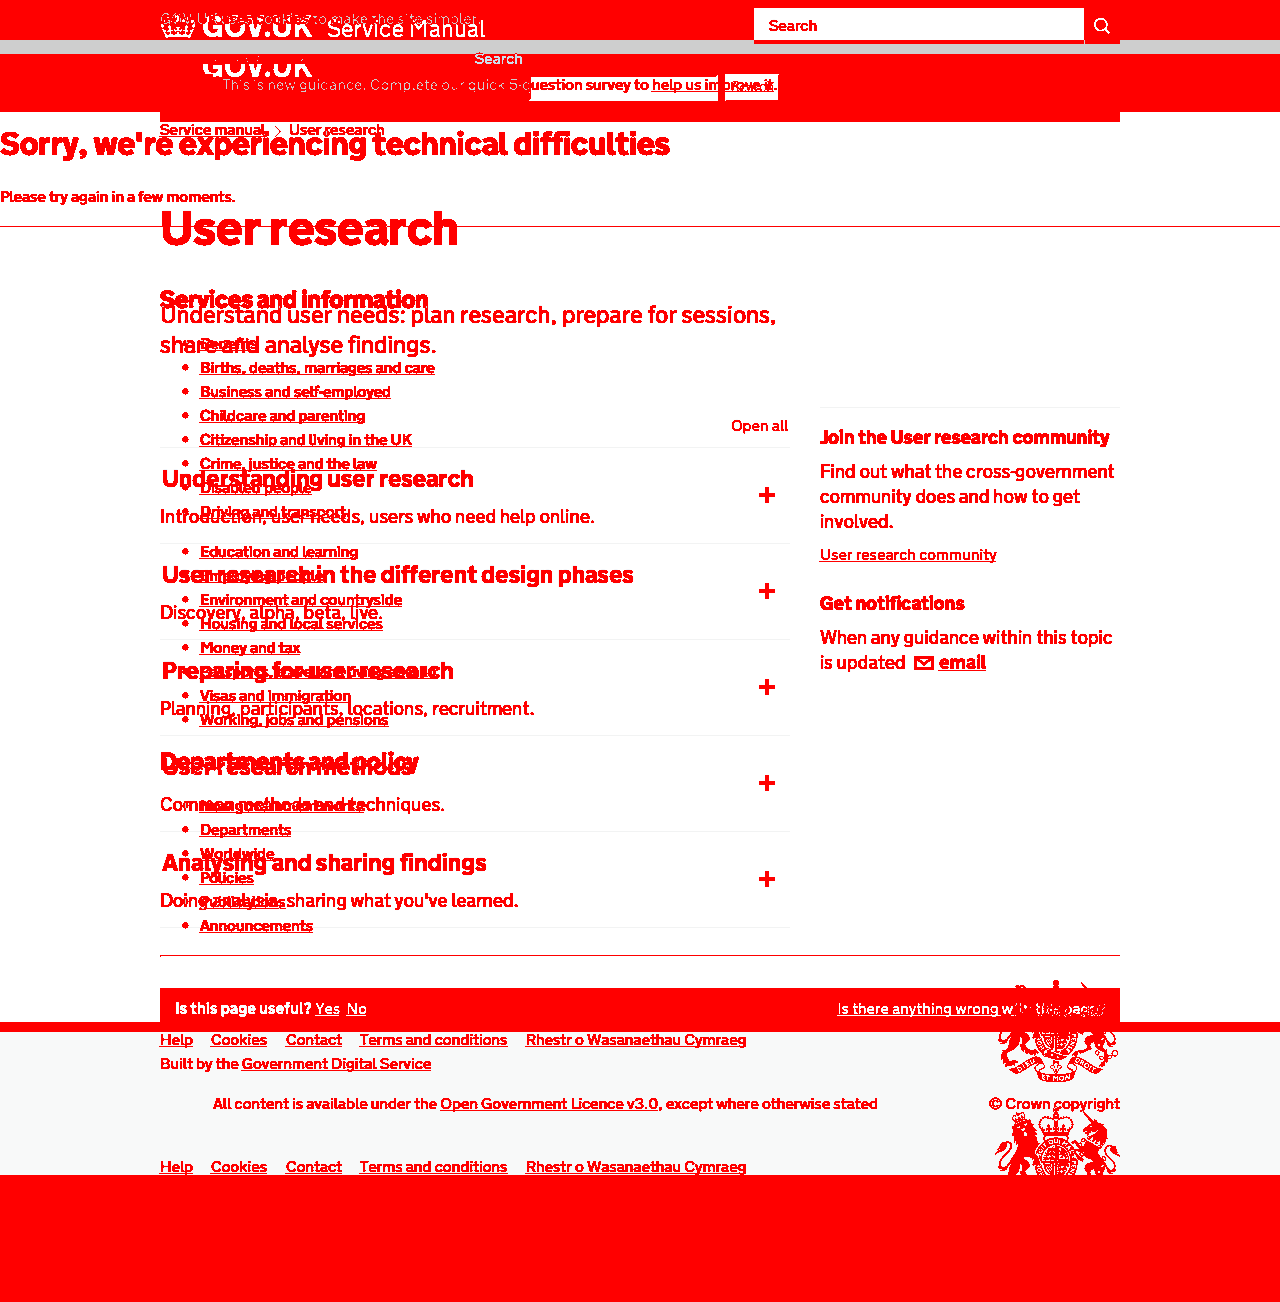 GOV.UK Service Manual
GOV.UK uses cookies to make the site simpler.
Search
GOV.UK
Search
This is new guidance. Complete our quick 5-question survey to help us improve it.
Service manual > User research
Sorry, we're experiencing technical difficulties
Please try again in a few moments.
User research
Services and information
Understand user needs: plan research, prepare for sessions,
share and analyse findings.
Benefits
Births, deaths, marriages and care
Business and self-employed
Childcare and parenting
Citizenship and living in the UK
Crime, justice and the law
Disabled people
Driving and transport
Education and learning
Environment and countryside
Housing and local services
Money and tax
Visas and immigration
Working, jobs and pensions
Open all
Understanding user research
Introduction, user needs, users who need help online.
User research in the different design phases
Discovery, alpha, beta, live.
Preparing for user research
Planning, participants, locations, recruitment.
Departments and policy
User research methods
Common methods and techniques.
Departments
Worldwide
Policies
Analysing and sharing findings
Doing analysis, sharing what you've learned.
Announcements
Join the User research community
Find out what the cross-government
community does and how to get
involved.
User research community
Get notifications
When any guidance within this topic
is updated email
Is this page useful? Yes No
Is there anything wrong with this page?
Help Cookies Contact Terms and conditions Rhestr o Wasanaethau Cymraeg
Built by the Government Digital Service
All content is available under the Open Government Licence v3.0, except where otherwise stated
© Crown copyright
Help Cookies Contact Terms and conditions Rhestr o Wasanaethau Cymraeg